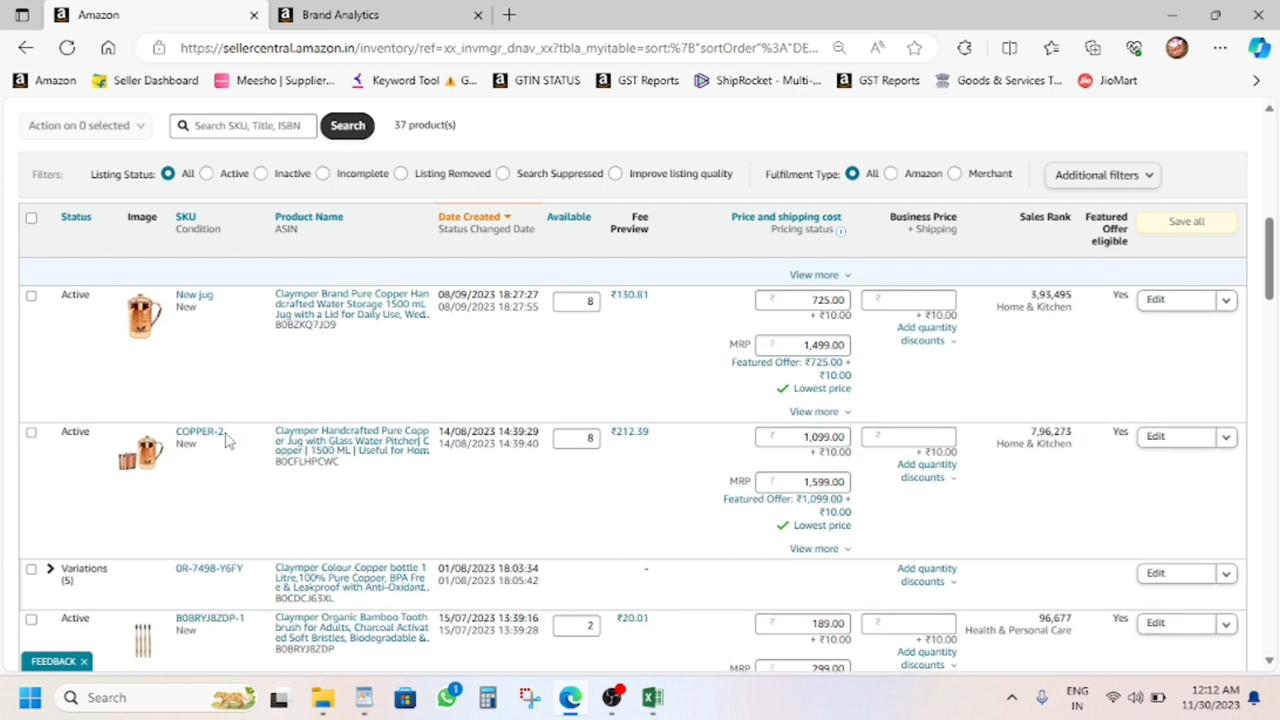 Amazon
Brand Analytics
https://sellercentral.amazon.in/inventory/ref=xx_invmgr_dnav_xx?tbla_myitable=sort:%7B"sortOrder"%3A"DE...
Amazon
Seller Dashboard
Meesho | Supplier...
Keyword Tool ⚠ G...
GTIN STATUS
GST Reports
ShipRocket - Multi-...
GST Reports
Goods & Services T...
JioMart
Action on 0 selected
Search SKU, Title, ISBN
Search
37 product(s)
Filters:
Listing Status:
All
Active
Inactive
Incomplete
Listing Removed
Search Suppressed
Improve listing quality
Fulfilment Type:
All
Amazon
Merchant
Additional filters
Status
Image
SKU
Condition
Product Name
ASIN
Date Created
Status Changed Date
Available
Fee
Preview
Price and shipping cost
Pricing status
Business Price
+ Shipping
Sales Rank
Featured
Offer
eligible
Save all
View more
Active
New jug
New
Claymper Brand Pure Copper Han
dcrafted Water Storage 1500 mL
Jug with a Lid for Daily Use, Wed..
B0BZKQ7JD9
08/09/2023 18:27:27
08/09/2023 18:27:55
8
₹130.81
₹ 725.00
+ ₹10.00
MRP ₹ 1,499.00
Featured Offer: ₹725.00 +
₹10.00
Lowest price
View more
₹
+ ₹10.00
Add quantity
discounts
3,93,495
Home & Kitchen
Yes
Edit
Active
COPPER-2
New
Claymper Handcrafted Pure Copp
er Jug with Glass Water Pitcher| C
opper | 1500 ML | Useful for Hom
B0CFLHPCWC
14/08/2023 14:39:29
14/08/2023 14:39:40
8
₹212.39
₹ 1,099.00
+ ₹10.00
MRP ₹ 1,599.00
Featured Offer: ₹1,099.00 +
₹10.00
Lowest price
View more
₹
+ ₹10.00
Add quantity
discounts
7,96,273
Home & Kitchen
Yes
Edit
Variations
(5)
0R-7498-Y6FY
Claymper Colour Copper bottle 1
Litre,100% Pure Copper, BPA Fre
e & Leakproof with Anti-Oxidant..
B0CDCJ63XL
01/08/2023 18:03:34
01/08/2023 18:05:42
-
Add quantity
discounts
Edit
Active
B0BRYJ8ZDP-1
New
Claymper Organic Bamboo Tooth
brush for Adults, Charcoal Activat
ed Soft Bristles, Biodegradable &.
B0BRYJ8ZDP
15/07/2023 13:39:16
15/07/2023 13:39:28
2
₹20.01
₹ 189.00
+ ₹10.00
MRP 299.00
₹
+ ₹10.00
Add quantity
discounts
96,677
Health & Personal Care
Yes
Edit
FEEDBACK ×
Search
1
ENG
IN
12:12 AM
11/30/2023